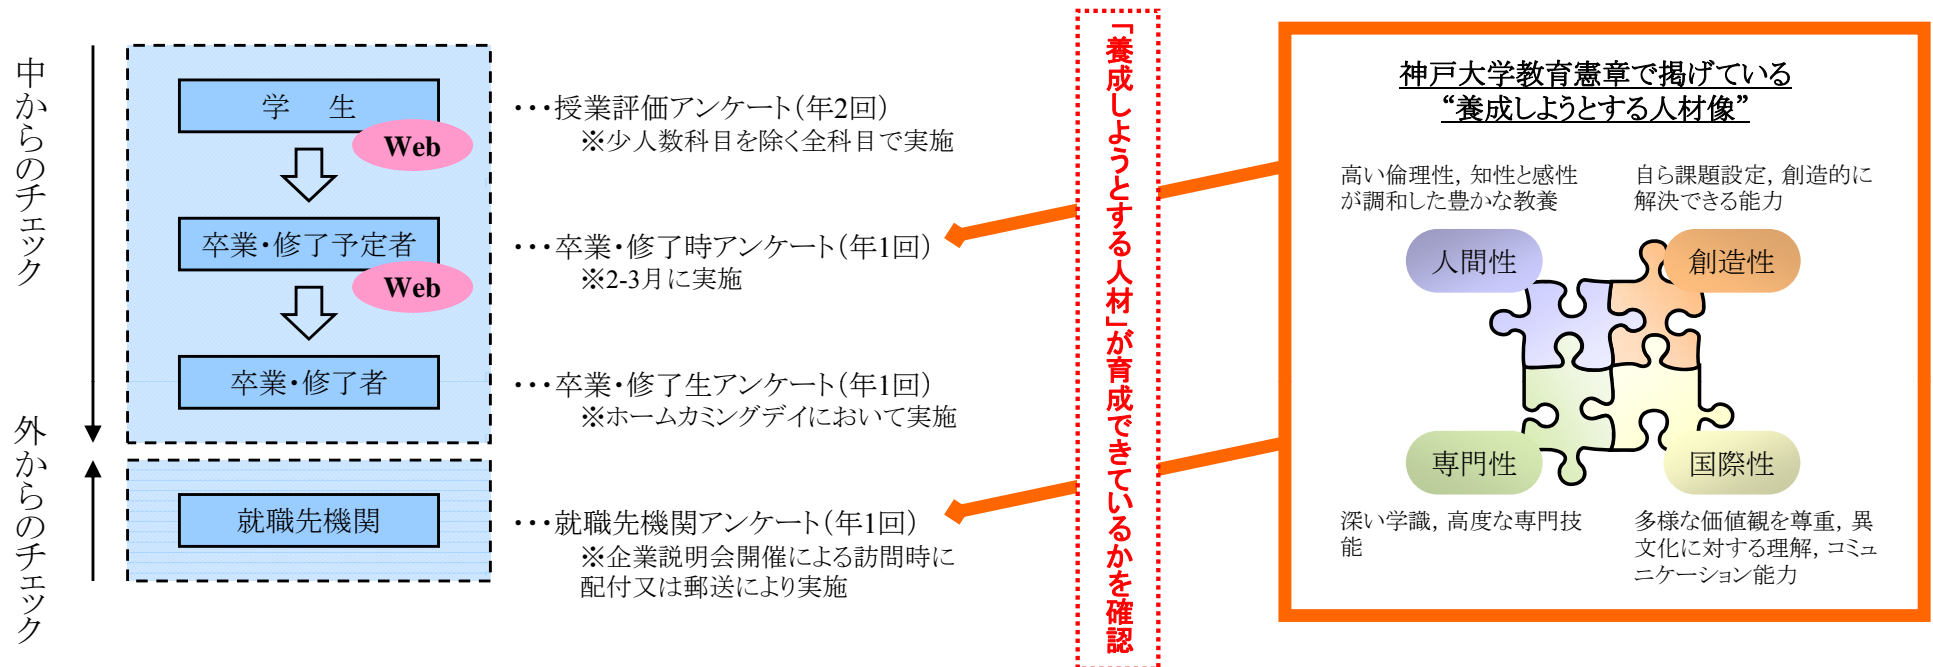 中からのチェック
外からのチェック
学　生
Web
卒業・修了予定者
Web
卒業・修了者
就職先機関
・・・授業評価アンケート（年2回）
※少人数科目を除く全科目で実施
・・・卒業・修了時アンケート（年1回）
※2-3月に実施
・・・卒業・修了生アンケート（年1回）
※ホームカミングデイにおいて実施
・・・就職先機関アンケート（年1回）
※企業説明会開催による訪問時に
配付又は郵送により実施
「養成しようとする人材」が育成できているかを確認
神戸大学教育憲章で掲げている
“養成しようとする人材像”
高い倫理性，知性と感性
が調和した豊かな教養
自ら課題設定，創造的に
解決できる能力
人間性
創造性
専門性
国際性
深い学識，高度な専門技
能
多様な価値観を尊重，異
文化に対する理解，コミュ
ニケーション能力